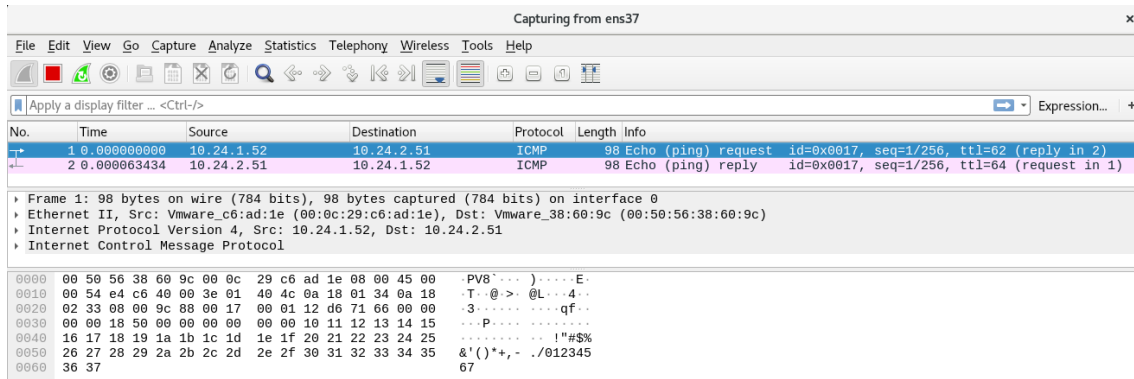 Capturing from ens37 ×
File Edit View Go Capture Analyze Statistics Telephony Wireless Tools Help
Apply a display filter ... <Ctrl-/> Expression... +
No. Time Source Destination Protocol Length Info
1 0.000000000 10.24.1.52 10.24.2.51 ICMP 98 Echo (ping) request id=0x0017, seq=1/256, ttl=62 (reply in 2)
2 0.000063434 10.24.2.51 10.24.1.52 ICMP 98 Echo (ping) reply id=0x0017, seq=1/256, ttl=64 (request in 1)
Frame 1: 98 bytes on wire (784 bits), 98 bytes captured (784 bits) on interface 0
Ethernet II, Src: Vmware_c6:ad:1e (00:0c:29:c6:ad:1e), Dst: Vmware_38:60:9c (00:50:56:38:60:9c)
Internet Protocol Version 4, Src: 10.24.1.52, Dst: 10.24.2.51
Internet Control Message Protocol
0000 00 50 56 38 60 9c 00 0c 29 c6 ad 1e 08 00 45 00 ·PV8`··· )·····E·
0010 00 54 e4 c6 40 00 3e 01 40 4c 0a 18 01 34 0a 18 ·T··@·>· @L···4··
0020 02 33 08 00 9c 88 00 17 00 01 12 d6 71 66 00 00 ·3······ ····qf··
0030 00 00 18 50 00 00 00 00 00 00 10 11 12 13 14 15 ···P···· ········
0040 16 17 18 19 1a 1b 1c 1d 1e 1f 20 21 22 23 24 25 ········ ·· !"#$%
0050 26 27 28 29 2a 2b 2c 2d 2e 2f 30 31 32 33 34 35 &'()*+,- ./012345
0060 36 37 67